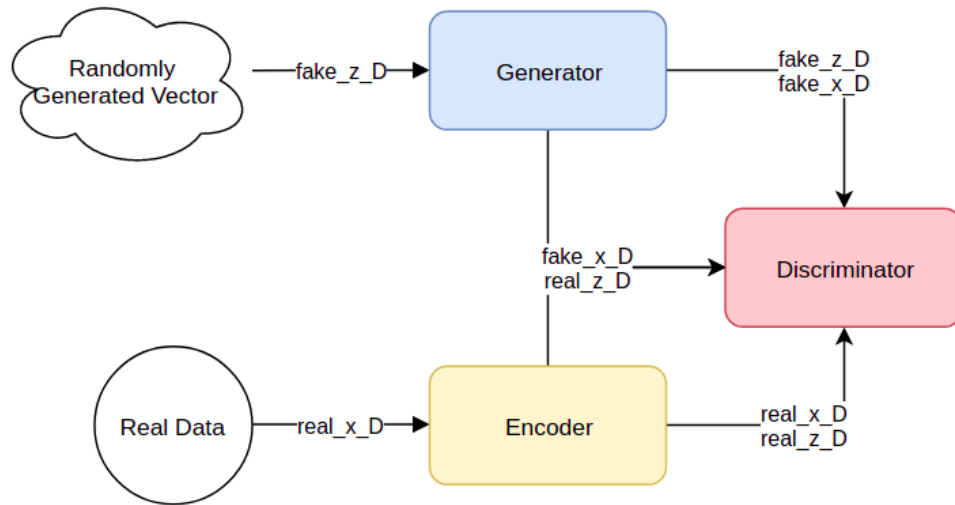 Randomly
Generated Vector
fake_z_D
Generator
fake_z_D
fake_x_D
fake_x_D
real_z_D
Discriminator
Real Data
real_x_D
Encoder
real_x_D
real_z_D